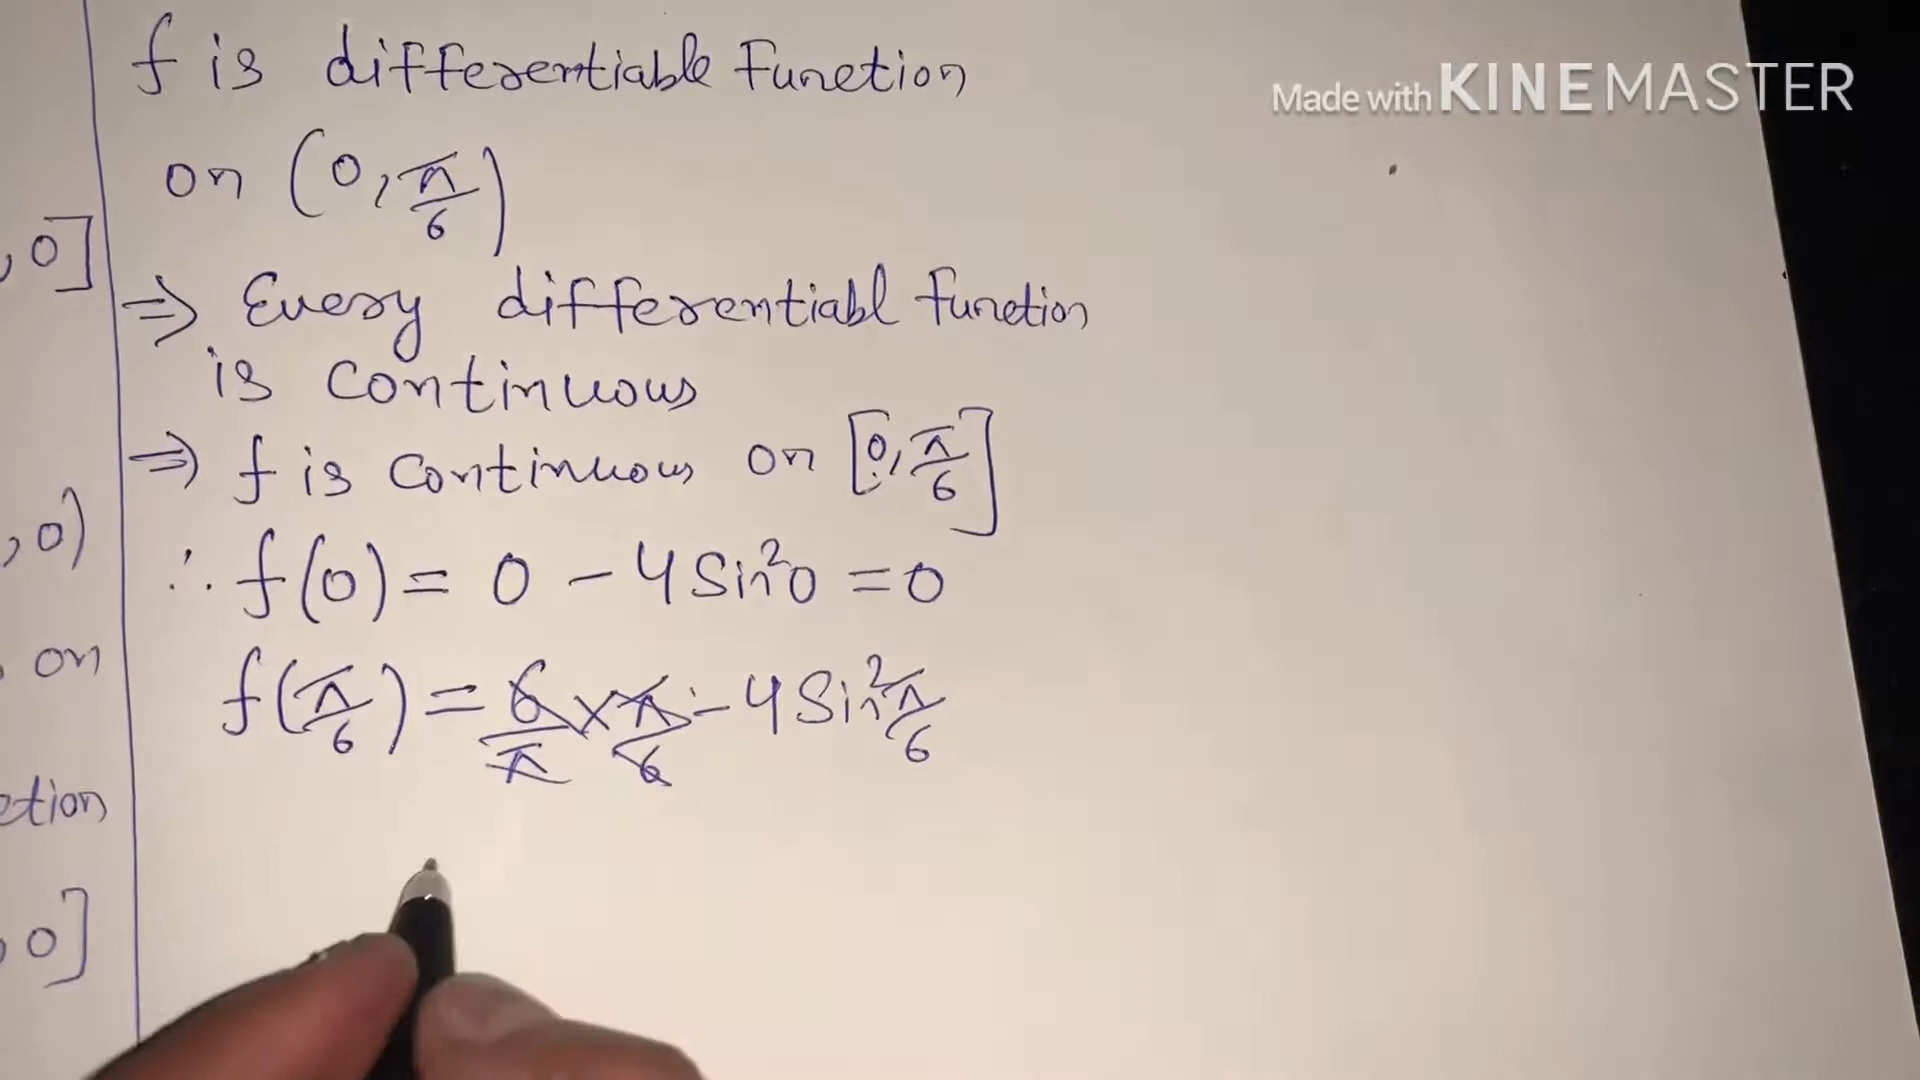 f is differentiable Function
Made with KINEMASTER
on (0, π/6)
, 0]
⇒ Every differentiabl function
is continuous
⇒ f is continuous on [0, π/6]
, 0)
∴ f(0) = 0 - 4 Sin²0 = 0
on
f(π/6) = 6/π × π/6 - 4 Sin² π/6
ction
, 0]